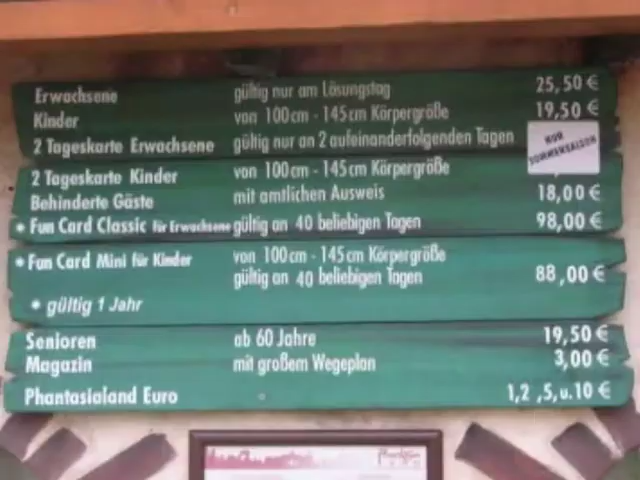 Erwachsene gültig nur am Lösungstag 25,50 €
Kinder von 100cm - 145cm Körpergröße 19,50 €
2 Tageskarte Erwachsene gültig nur an 2 aufeinanderfolgenden Tagen
NUR
SOMMERSAISON
2 Tageskarte Kinder von 100cm - 145cm Körpergröße
Behinderte Gäste mit amtlichen Ausweis 18,00 €
* Fun Card Classic für Erwachsene gültig an 40 beliebigen Tagen 98,00 €
* Fun Card Mini für Kinder von 100cm - 145cm Körpergröße
gültig an 40 beliebigen Tagen 88,00 €
* gültig 1 Jahr
Senioren ab 60 Jahre 19,50 €
Magazin mit großem Wegeplan 3,00 €
Phantasialand Euro 1,2 ,5,u.10 €